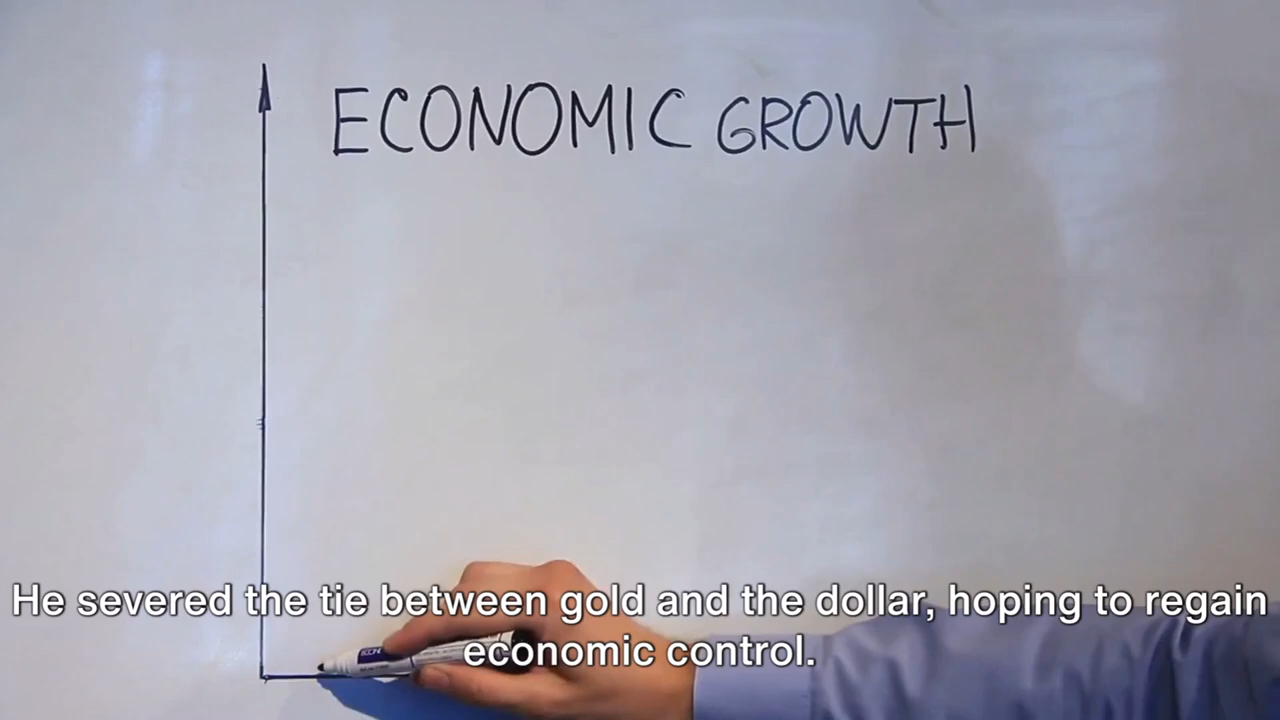 ECONOMIC GROWTH
He severed the tie between gold and the dollar, hoping to regain
economic control.